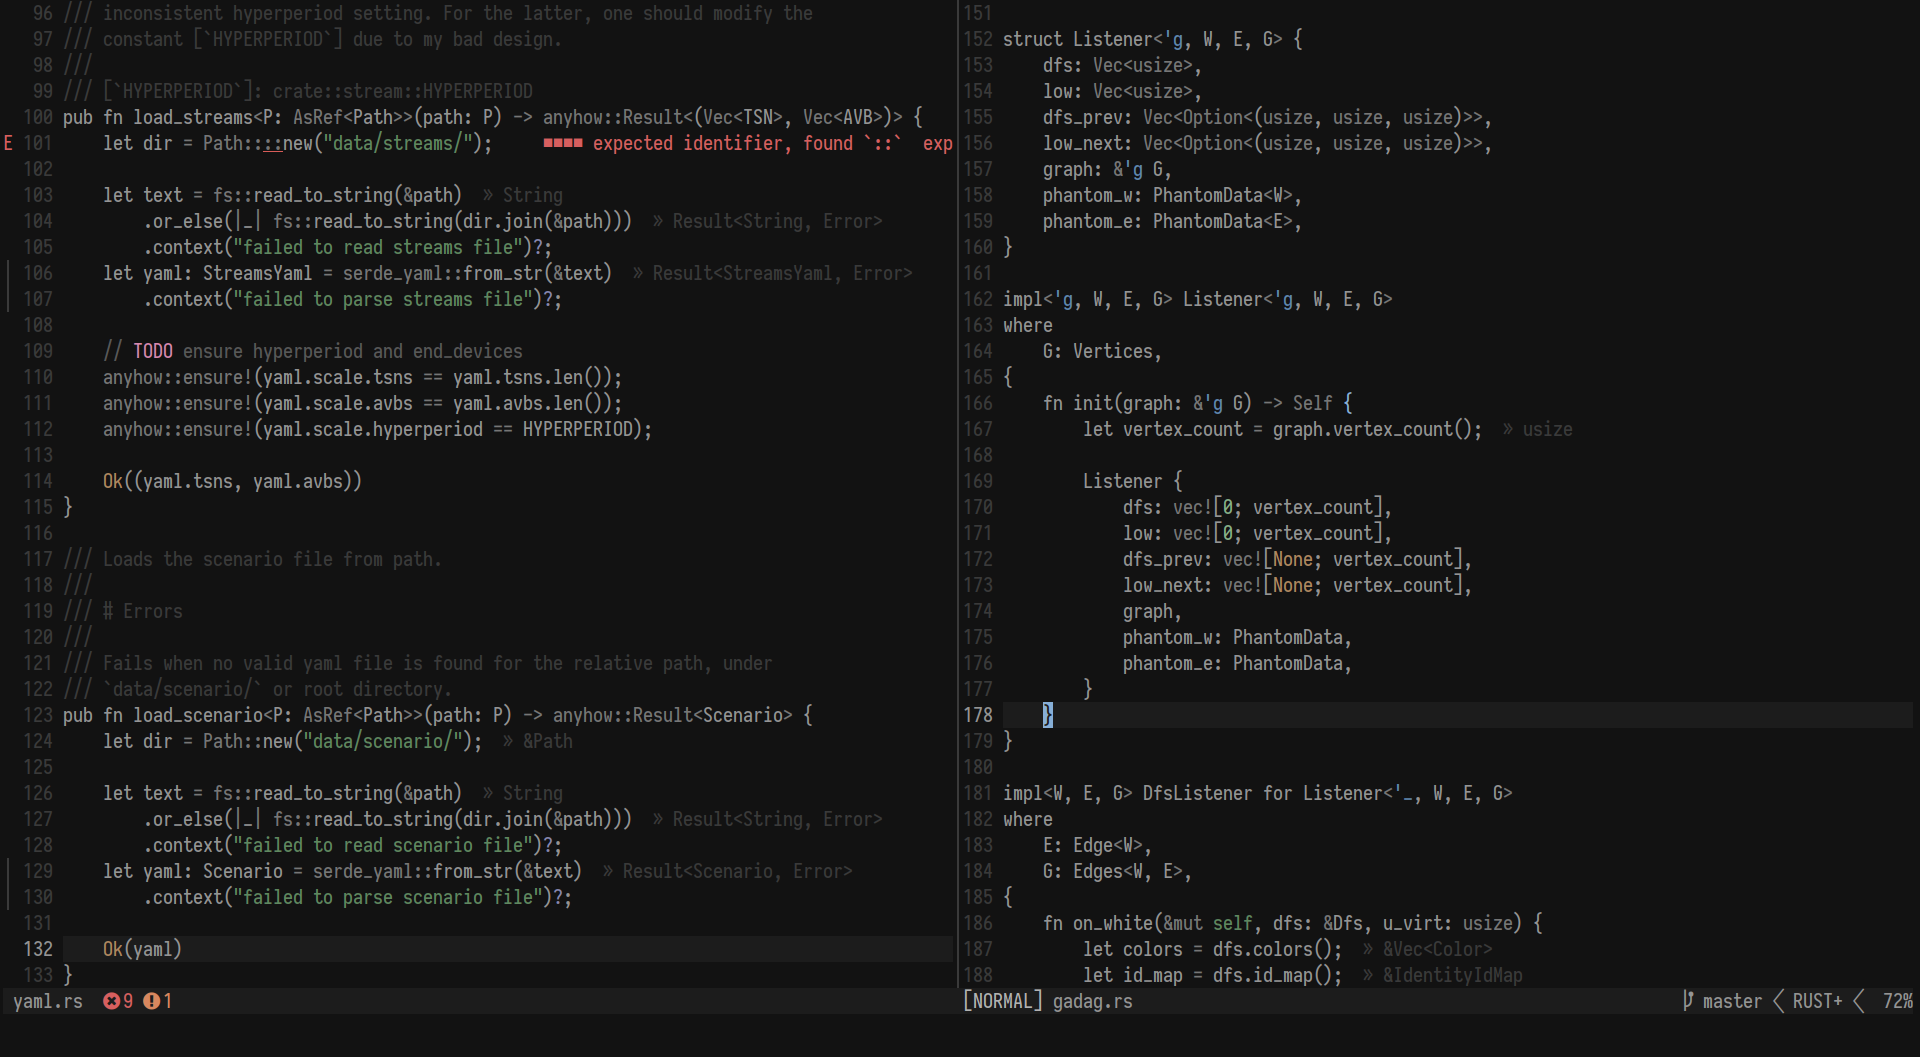 96 /// inconsistent hyperperiod setting. For the latter, one should modify the
97 /// constant [`HYPERPERIOD`] due to my bad design.
98 ///
99 /// [`HYPERPERIOD`]: crate::stream::HYPERPERIOD
100 pub fn load_streams<P: AsRef<Path>>(path: P) -> anyhow::Result<(Vec<TSN>, Vec<AVB>)> {
E 101     let dir = Path::::new("data/streams/");     ■■■■ expected identifier, found `::`  exp
102
103     let text = fs::read_to_string(&path)  » String
104         .or_else(|_| fs::read_to_string(dir.join(&path)))  » Result<String, Error>
105         .context("failed to read streams file")?;
106     let yaml: StreamsYaml = serde_yaml::from_str(&text)  » Result<StreamsYaml, Error>
107         .context("failed to parse streams file")?;
108
109     // TODO ensure hyperperiod and end_devices
110     anyhow::ensure!(yaml.scale.tsns == yaml.tsns.len());
111     anyhow::ensure!(yaml.scale.avbs == yaml.avbs.len());
112     anyhow::ensure!(yaml.scale.hyperperiod == HYPERPERIOD);
113
114     Ok((yaml.tsns, yaml.avbs))
115 }
116
117 /// Loads the scenario file from path.
118 ///
119 /// # Errors
120 ///
121 /// Fails when no valid yaml file is found for the relative path, under
122 /// `data/scenario/` or root directory.
123 pub fn load_scenario<P: AsRef<Path>>(path: P) -> anyhow::Result<Scenario> {
124     let dir = Path::new("data/scenario/");  » &Path
125
126     let text = fs::read_to_string(&path)  » String
127         .or_else(|_| fs::read_to_string(dir.join(&path)))  » Result<String, Error>
128         .context("failed to read scenario file")?;
129     let yaml: Scenario = serde_yaml::from_str(&text)  » Result<Scenario, Error>
130         .context("failed to parse scenario file")?;
131
132     Ok(yaml)
133 }
yaml.rs  9 1
151
152 struct Listener<'g, W, E, G> {
153     dfs: Vec<usize>,
154     low: Vec<usize>,
155     dfs_prev: Vec<Option<(usize, usize, usize)>>,
156     low_next: Vec<Option<(usize, usize, usize)>>,
157     graph: &'g G,
158     phantom_w: PhantomData<W>,
159     phantom_e: PhantomData<E>,
160 }
161
162 impl<'g, W, E, G> Listener<'g, W, E, G>
163 where
164     G: Vertices,
165 {
166     fn init(graph: &'g G) -> Self {
167         let vertex_count = graph.vertex_count();  » usize
168
169         Listener {
170             dfs: vec![0; vertex_count],
171             low: vec![0; vertex_count],
172             dfs_prev: vec![None; vertex_count],
173             low_next: vec![None; vertex_count],
174             graph,
175             phantom_w: PhantomData,
176             phantom_e: PhantomData,
177         }
178     }
179 }
180
181 impl<W, E, G> DfsListener for Listener<'_, W, E, G>
182 where
183     E: Edge<W>,
184     G: Edges<W, E>,
185 {
186     fn on_white(&mut self, dfs: &Dfs, u_virt: usize) {
187         let colors = dfs.colors();  » &Vec<Color>
188         let id_map = dfs.id_map();  » &IdentityIdMap
[NORMAL] gadag.rs master RUST+ 72%